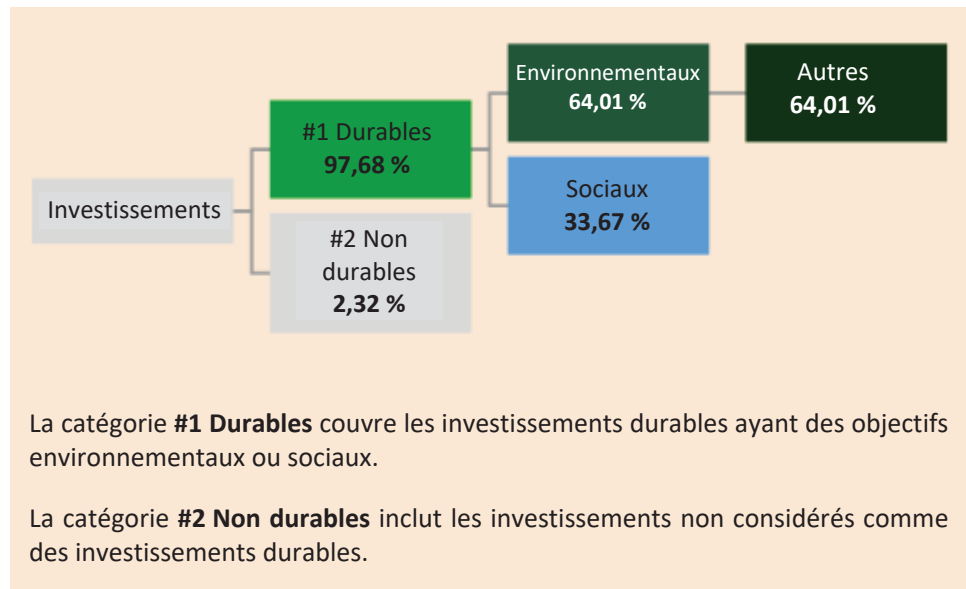 Investissements
#1 Durables
97,68 %
#2 Non
durables
2,32 %
Environnementaux
64,01 %
Sociaux
33,67 %
Autres
64,01 %
La catégorie #1 Durables couvre les investissements durables ayant des objectifs
environnementaux ou sociaux.
La catégorie #2 Non durables inclut les investissements non considérés comme
des investissements durables.